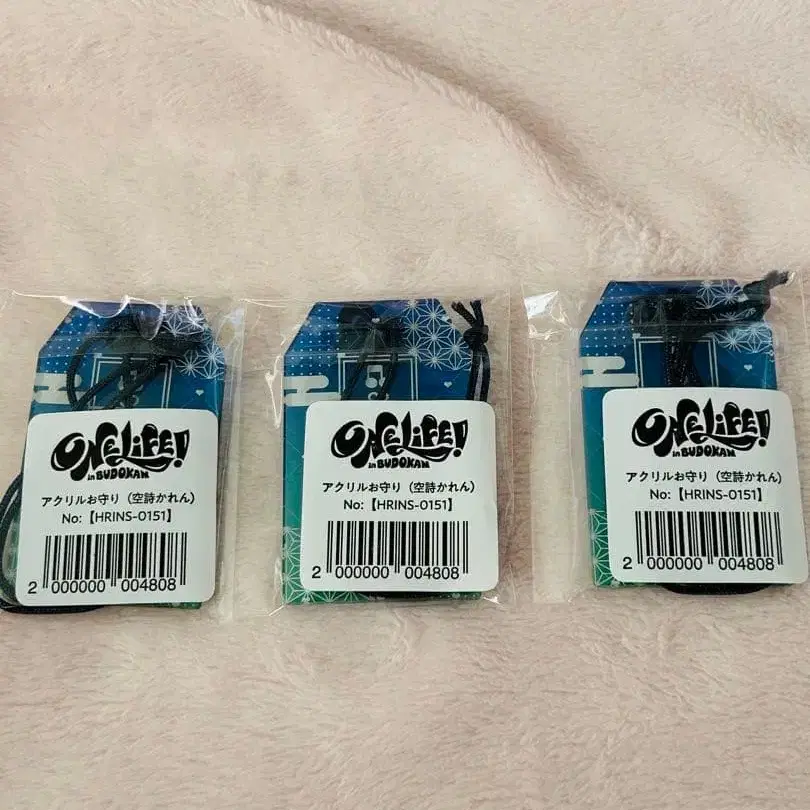 ONE LIFE!
in BUDOKAN
アクリルお守り（空詩かれん）
No:【HRINS-0151】
2 000000 004808
ONE LIFE!
in BUDOKAN
アクリルお守り（空詩かれん）
No:【HRINS-0151】
2 000000 004808
ONE LIFE!
in BUDOKAN
アクリルお守り（空詩かれん）
No:【HRINS-0151】
2 000000 004808